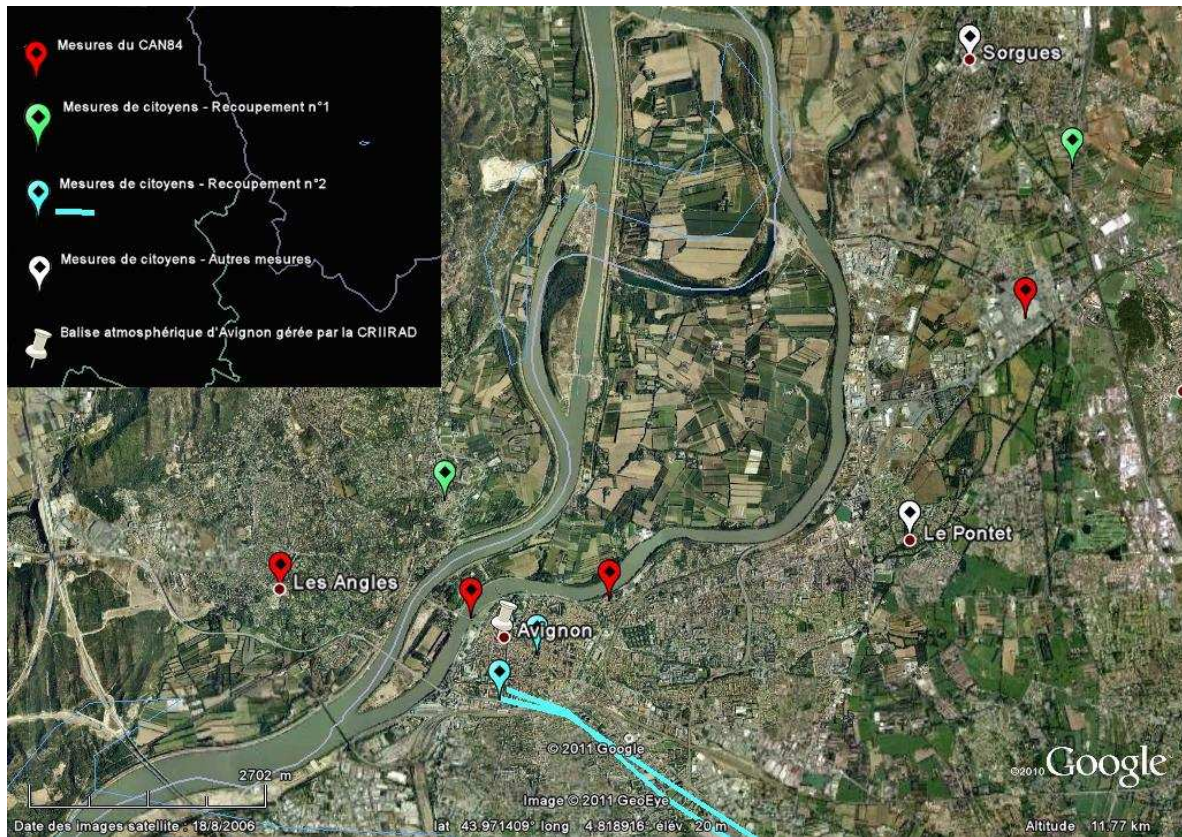 Mesures du CAN84
Mesures de citoyens - Recoupement n°1
Mesures de citoyens - Recoupement n°2
Mesures de citoyens - Autres mesures
Balise atmosphérique d'Avignon gérée par la CRIIRAD
Sorgues
Le Pontet
Les Angles
Avignon
© 2011 Google
©2010 Google
2702 m
Image © 2011 GeoEye
Date des images satellite : 18/8/2006
lat 43.971409° long 4.818916° élév. 20 m
Altitude 11.77 km